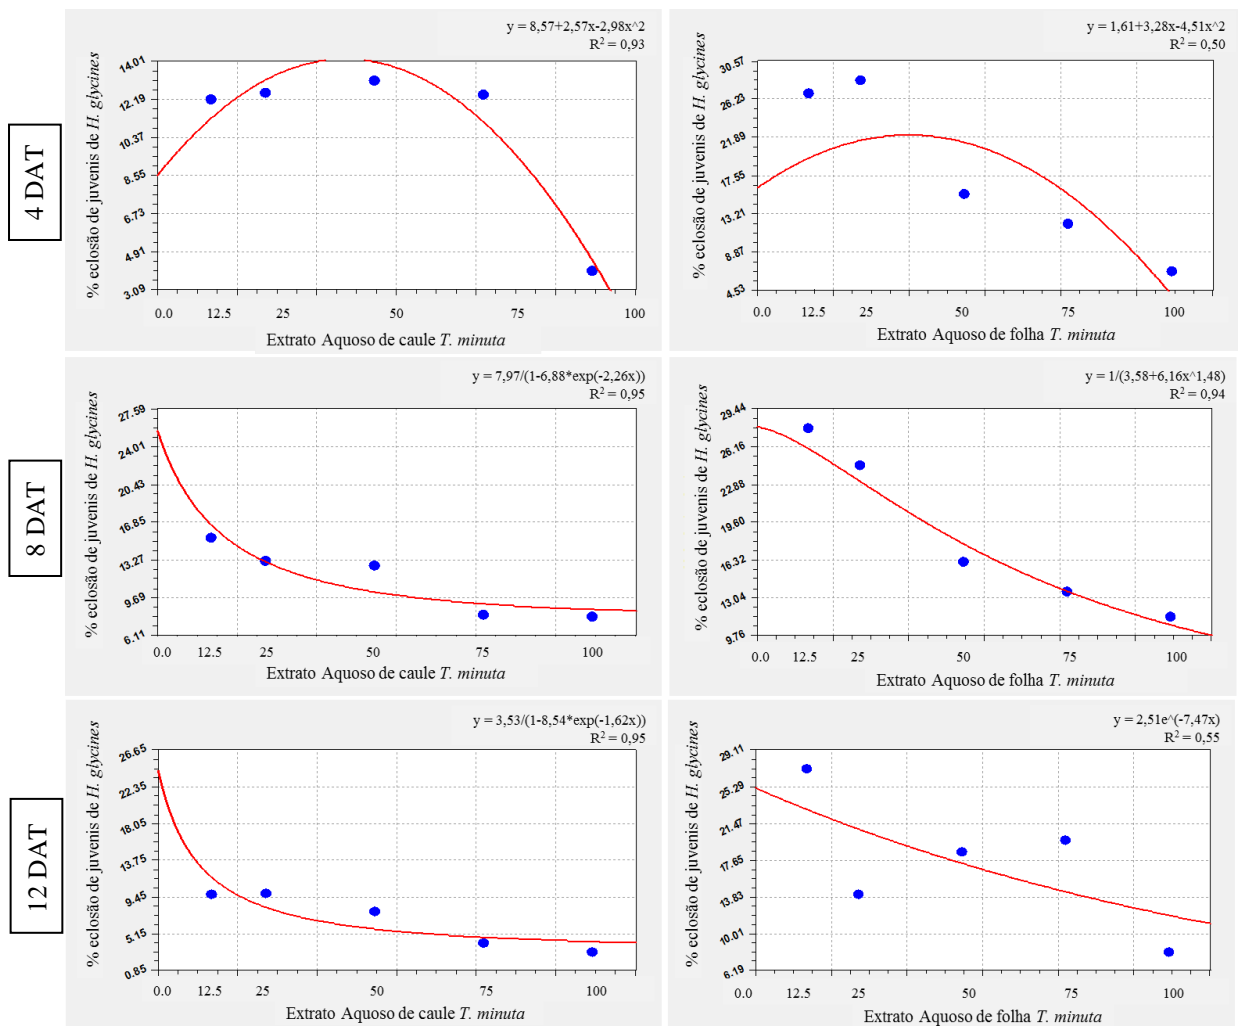 4 DAT
y = 8,57+2,57x-2,98x^2
R² = 0,93
% eclosão de juvenis de H. glycines
14.01
12.19
10.37
8.55
6.73
4.91
3.09
0.0 12.5 25 50 75 100
Extrato Aquoso de caule T. minuta
y = 1,61+3,28x-4,51x^2
R² = 0,50
% eclosão de juvenis de H. glycines
30.57
26.23
21.89
17.55
13.21
8.87
4.53
0.0 12.5 25 50 75 100
Extrato Aquoso de folha T. minuta
8 DAT
y = 7,97/(1-6,88*exp(-2,26x))
R² = 0,95
% eclosão de juvenis de H. glycines
27.59
24.01
20.43
16.85
13.27
9.69
6.11
0.0 12.5 25 50 75 100
Extrato Aquoso de caule T. minuta
y = 1/(3,58+6,16x^1,48)
R² = 0,94
% eclosão de juvenis de H. glycines
29.44
26.16
22.88
19.60
16.32
13.04
9.76
0.0 12.5 25 50 75 100
Extrato Aquoso de folha T. minuta
12 DAT
y = 3,53/(1-8,54*exp(-1,62x))
R² = 0,95
% eclosão de juvenis de H. glycines
26.65
22.35
18.05
13.75
9.45
5.15
0.85
0.0 12.5 25 50 75 100
Extrato Aquoso de caule T. minuta
y = 2,51e^(-7,47x)
R² = 0,55
% eclosão de juvenis de H. glycines
29.11
25.29
21.47
17.65
13.83
10.01
6.19
0.0 12.5 25 50 75 100
Extrato Aquoso de folha T. minuta